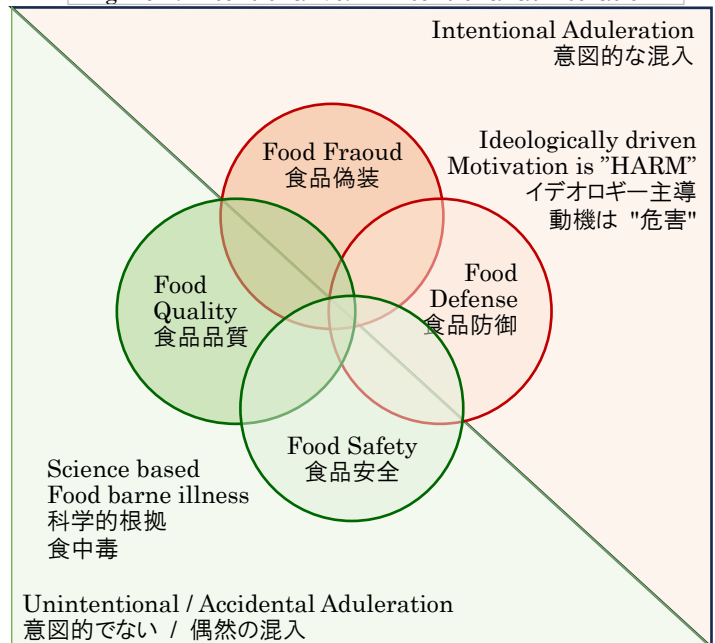 Intentional Aduleration
意図的な混入
Ideologically driven
Motivation is ”HARM”
イデオロギー主導
動機は "危害"
Food Fraoud
食品偽装
Food
Quality
食品品質
Food
Defense
食品防御
Food Safety
食品安全
Science based
Food barne illness
科学的根拠
食中毒
Unintentional / Accidental Aduleration
意図的でない / 偶然の混入